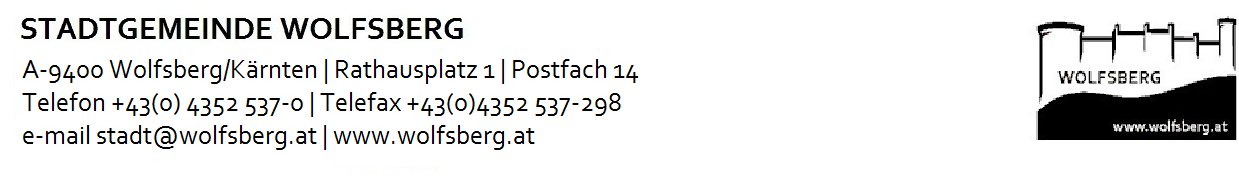 STADTGEMEINDE WOLFSBERG
A-9400 Wolfsberg/Kärnten | Rathausplatz 1 | Postfach 14
Telefon +43(0) 4352 537-0 | Telefax +43(0)4352 537-298
e-mail stadt@wolfsberg.at | www.wolfsberg.at
WOLFSBERG
www.wolfsberg.at